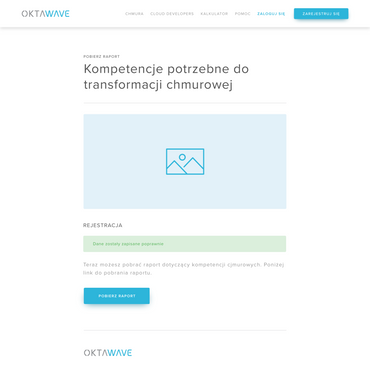 OKTAWAVE
CHMURA CLOUD DEVELOPERS KALKULATOR POMOC ZALOGUJ SIĘ ZAREJESTRUJ SIĘ
POBIERZ RAPORT
Kompetencje potrzebne do
transformacji chmurowej
REJESTRACJA
Dane zostały zapisane poprawnie
Teraz możesz pobrać raport dotyczący kompetencji cjmurowych. Poniżej
link do pobrania raportu.
POBIERZ RAPORT
OKTAWAVE